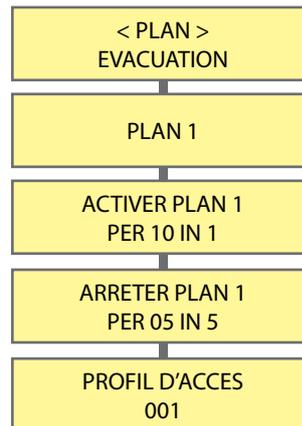 < PLAN >
EVACUATION
PLAN 1
ACTIVER PLAN 1
PER 10 IN 1
ARRETER PLAN 1
PER 05 IN 5
PROFIL D'ACCES
001